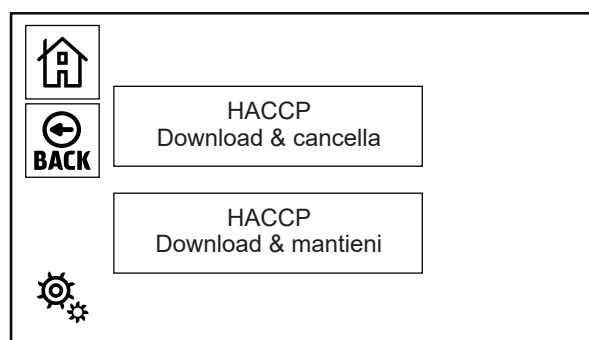 HACCP
Download & cancella
BACK
HACCP
Download & mantieni